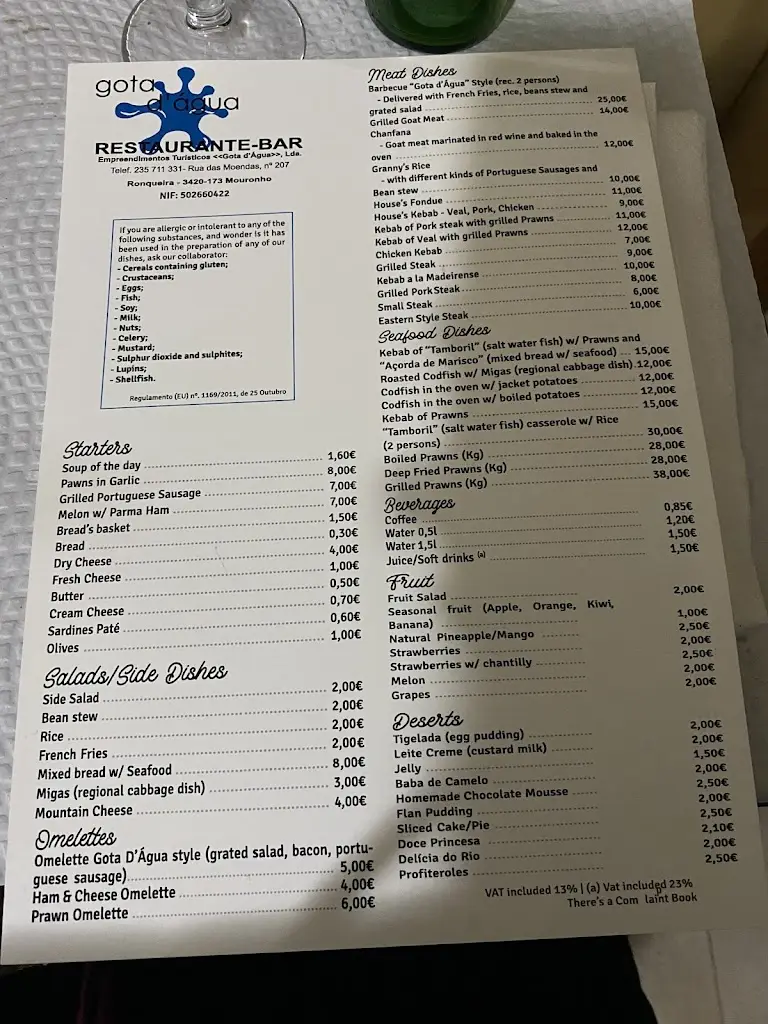 gota
d'água
RESTAURANTE-BAR
Empreendimentos Turísticos <<Gota d'Água>>, Lda.
Telef. 235 711 331- Rua das Moendas, nº 207
Ronqueira - 3420-173 Mouronho
NIF: 502660422
If you are allergic or intolerant to any of the
following substances, and wonder is it has
been used in the preparation of any of our
dishes, ask our collaborator:
- Cereals containing gluten;
- Crustaceans;
- Eggs;
- Fish;
- Soy;
- Milk;
- Nuts;
- Celery;
- Mustard;
- Sulphur dioxide and sulphites;
- Lupins;
- Shellfish.
Regulamento (EU) nº. 1169/2011, de 25 Outubro
Starters
Soup of the day 1,60€
Pawns in Garlic 8,00€
Grilled Portuguese Sausage 7,00€
Melon w/ Parma Ham 7,00€
Bread's basket 1,50€
Bread 0,30€
Dry Cheese 4,00€
Fresh Cheese 1,00€
Butter 0,50€
Cream Cheese 0,70€
Sardines Paté 0,60€
Olives 1,00€
Salads/Side Dishes
Side Salad 2,00€
Bean stew 2,00€
Rice 2,00€
French Fries 2,00€
Mixed bread w/ Seafood 8,00€
Migas (regional cabbage dish) 3,00€
Mountain Cheese 4,00€
Omelettes
Omelette Gota D'Água style (grated salad, bacon, portu-
guese sausage) 5,00€
Ham & Cheese Omelette 4,00€
Prawn Omelette 6,00€
Meat Dishes
Barbecue "Gota d'Água" Style (rec. 2 persons)
- Delivered with French Fries, rice, beans stew and
grated salad 25,00€
Grilled Goat Meat 14,00€
Chanfana
- Goat meat marinated in red wine and baked in the
oven 12,00€
Granny's Rice
- with different kinds of Portuguese Sausages and
Bean stew 10,00€
House's Fondue 11,00€
House's Kebab - Veal, Pork, Chicken 9,00€
Kebab of Pork steak with grilled Prawns 11,00€
Kebab of Veal with grilled Prawns 12,00€
Chicken Kebab 7,00€
Grilled Steak 9,00€
Kebab a la Madeirense 10,00€
Grilled Pork Steak 8,00€
Small Steak 6,00€
Eastern Style Steak 10,00€
Seafood Dishes
Kebab of "Tamboril" (salt water fish) w/ Prawns and
"Açorda de Marisco" (mixed bread w/ seafood) ... 15,00€
Roasted Codfish w/ Migas (regional cabbage dish).12,00€
Codfish in the oven w/ jacket potatoes 12,00€
Codfish in the oven w/ boiled potatoes 12,00€
Kebab of Prawns 15,00€
"Tamboril" (salt water fish) casserole w/ Rice
(2 persons) 30,00€
Boiled Prawns (Kg) 28,00€
Deep Fried Prawns (Kg) 28,00€
Grilled Prawns (Kg) 38,00€
Beverages
Coffee 0,85€
Water 0,5l 1,20€
Water 1,5l 1,50€
Juice/Soft drinks (a) 1,50€
Fruit
Fruit Salad 2,00€
Seasonal fruit (Apple, Orange, Kiwi,
Banana) 1,00€
Natural Pineapple/Mango 2,50€
Strawberries 2,00€
Strawberries w/ chantilly 2,50€
Melon 2,00€
Grapes 2,00€
Deserts
Tigelada (egg pudding) 2,00€
Leite Creme (custard milk) 2,00€
Jelly 1,50€
Baba de Camelo 2,00€
Homemade Chocolate Mousse 2,50€
Flan Pudding 2,00€
Sliced Cake/Pie 2,50€
Doce Princesa 2,10€
Delícia do Rio 2,00€
Profiteroles 2,50€
VAT included 13% | (a) Vat included 23%
There's a Complaint Book